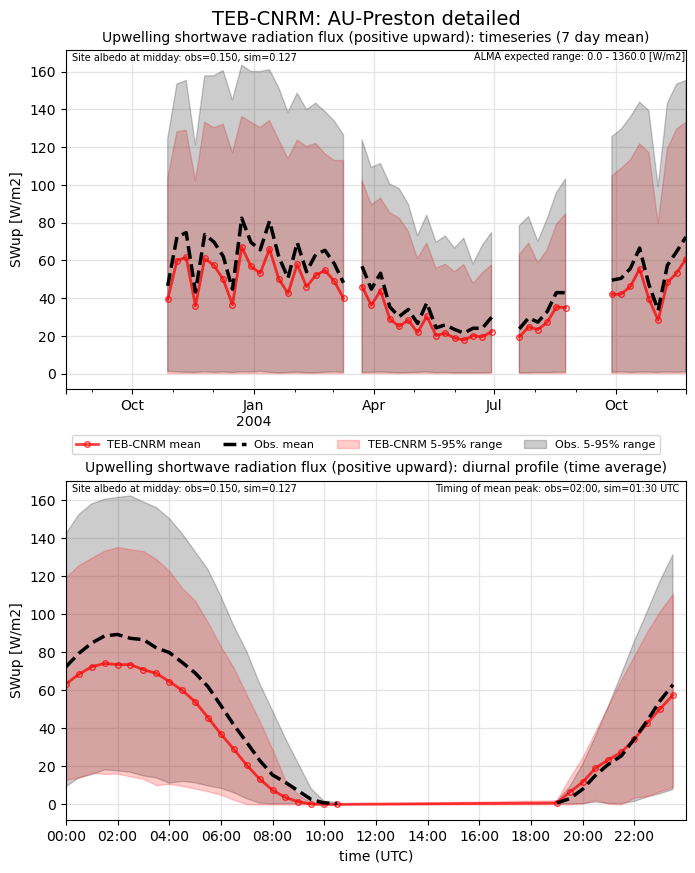 TEB-CNRM: AU-Preston detailed
Upwelling shortwave radiation flux (positive upward): timeseries (7 day mean)
Site albedo at midday: obs=0.150, sim=0.127
ALMA expected range: 0.0 - 1360.0 [W/m2]
160
140
120
100
80
60
40
20
0
SWup [W/m2]
Oct
Jan
2004
Apr
Jul
Oct
TEB-CNRM mean
Obs. mean
TEB-CNRM 5-95% range
Obs. 5-95% range
Upwelling shortwave radiation flux (positive upward): diurnal profile (time average)
Site albedo at midday: obs=0.150, sim=0.127
Timing of mean peak: obs=02:00, sim=01:30 UTC
160
140
120
100
80
60
40
20
0
SWup [W/m2]
00:00 02:00 04:00 06:00 08:00 10:00 12:00 14:00 16:00 18:00 20:00 22:00
time (UTC)